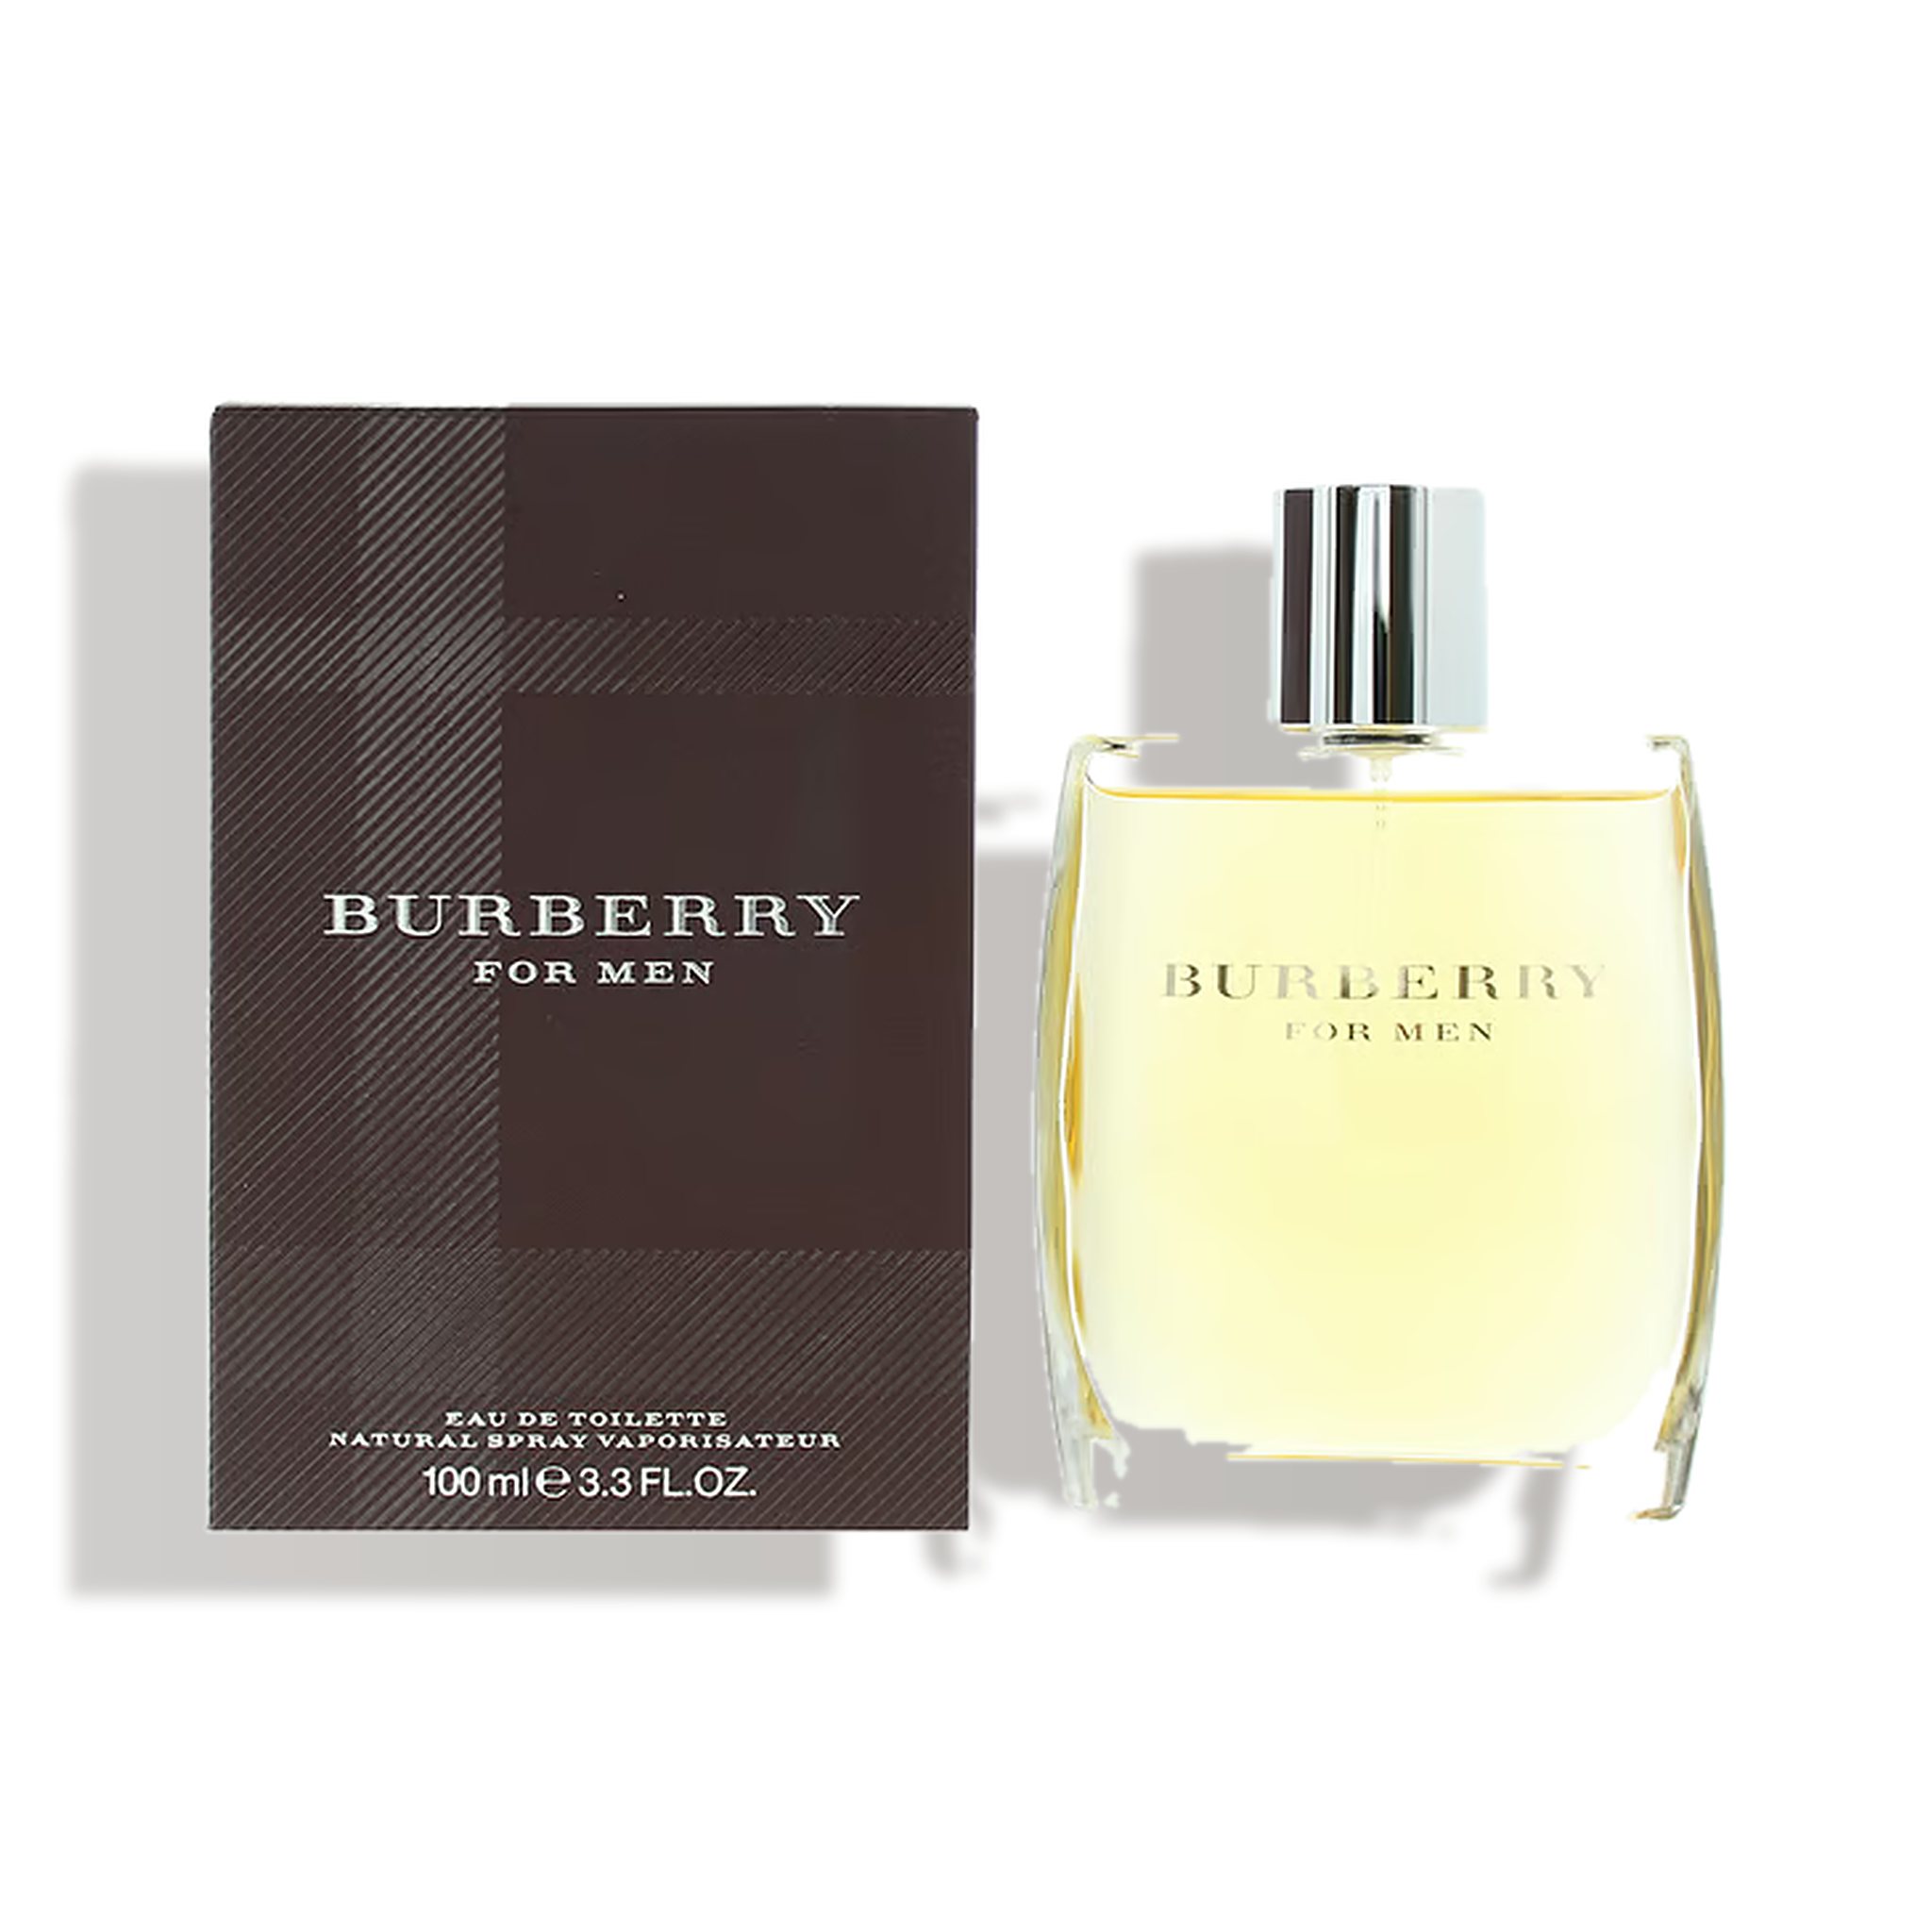 BURBERRY
FOR MEN
EAU DE TOILETTE
NATURAL SPRAY VAPORISATEUR
100 ml ℮ 3.3 FL.OZ.
BURBERRY
FOR MEN